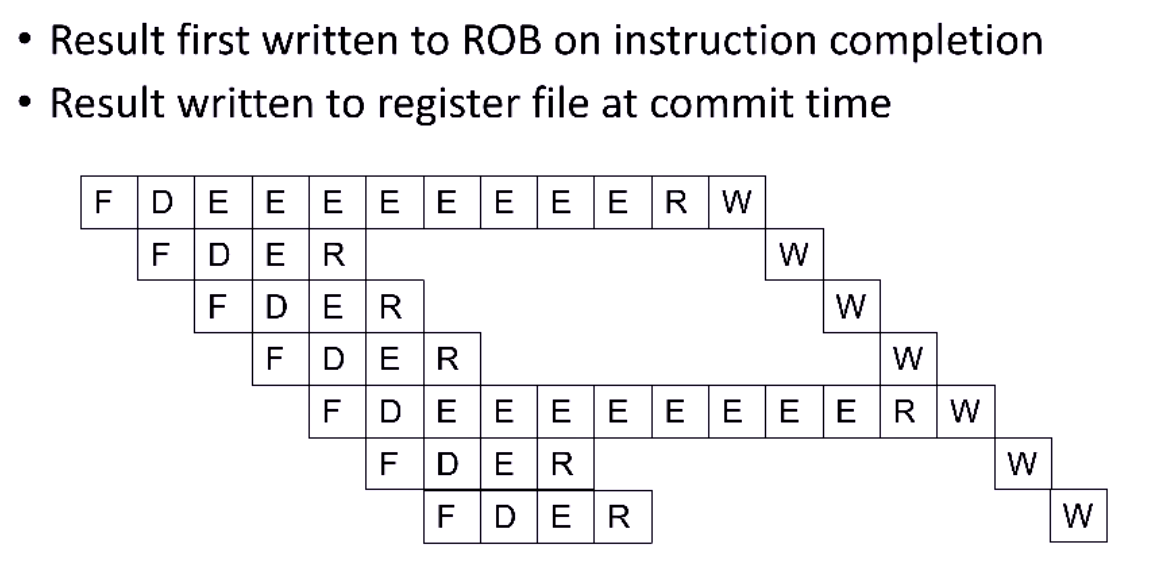 • Result first written to ROB on instruction completion
• Result written to register file at commit time
F D E E E E E E E E R W
F D E R W
F D E R W
F D E R W
F D E E E E E E E E R W
F D E R W
F D E R W